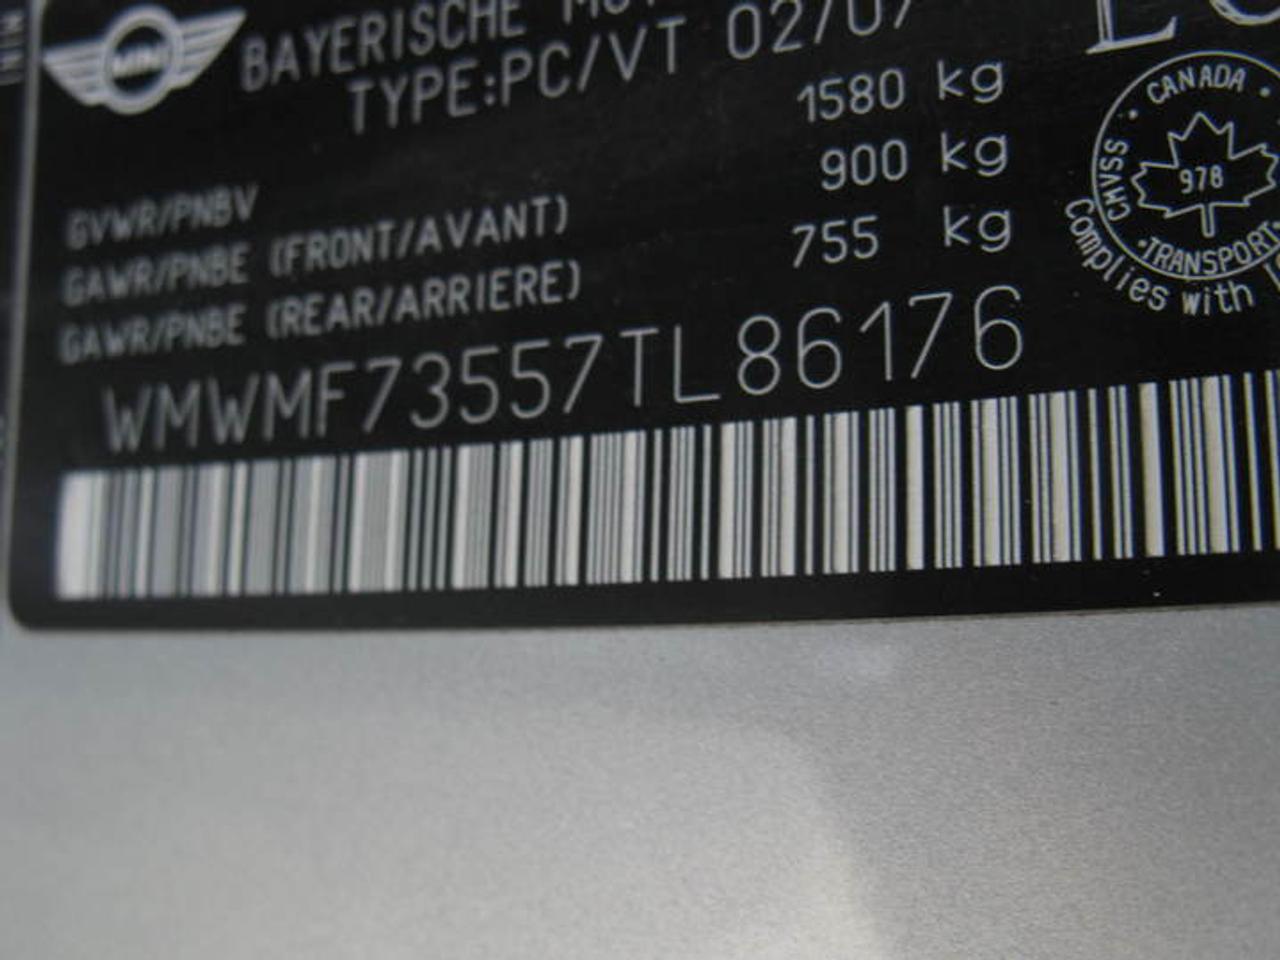 MINI
BAYERISCHE
TYPE:PC/VT 02/07
GVWR/PNBV 1580 kg
GAWR/PNBE (FRONT/AVANT) 900 kg
GAWR/PNBE (REAR/ARRIERE) 755 kg
WMWMF73557TL86176
CANADA
CMVSS
978
TRANSPORT
Complies with